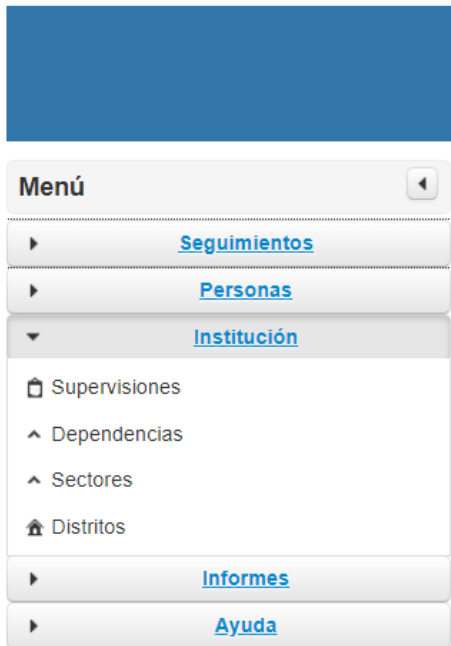 Menú
Seguimientos
Personas
Institución
Supervisiones
Dependencias
Sectores
Distritos
Informes
Ayuda